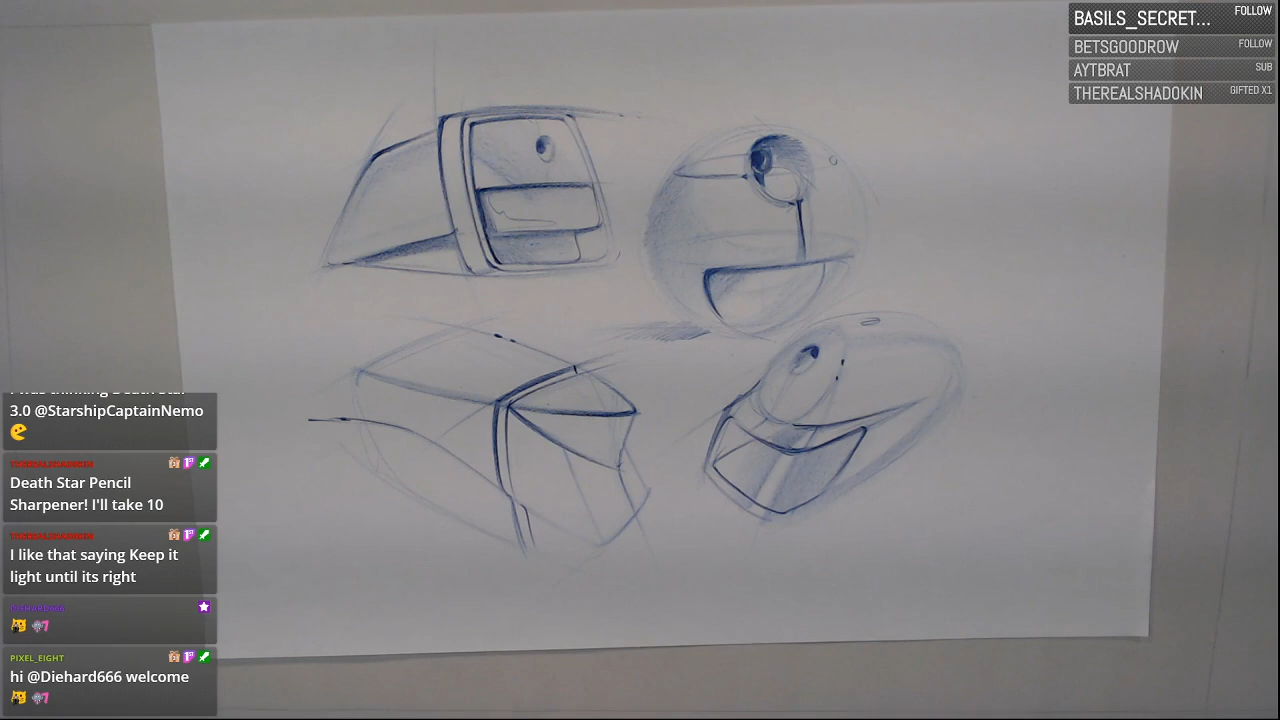 BASILS_SECRET... FOLLOW
BETSGOODROW FOLLOW
AYTBRAT SUB
THEREALSHADOKIN GIFTED X1
3.0 @StarshipCaptainNemo
Death Star Pencil
Sharpener! I'll take 10
I like that saying Keep it
light until its right
PIXEL_EIGHT
hi @Diehard666 welcome